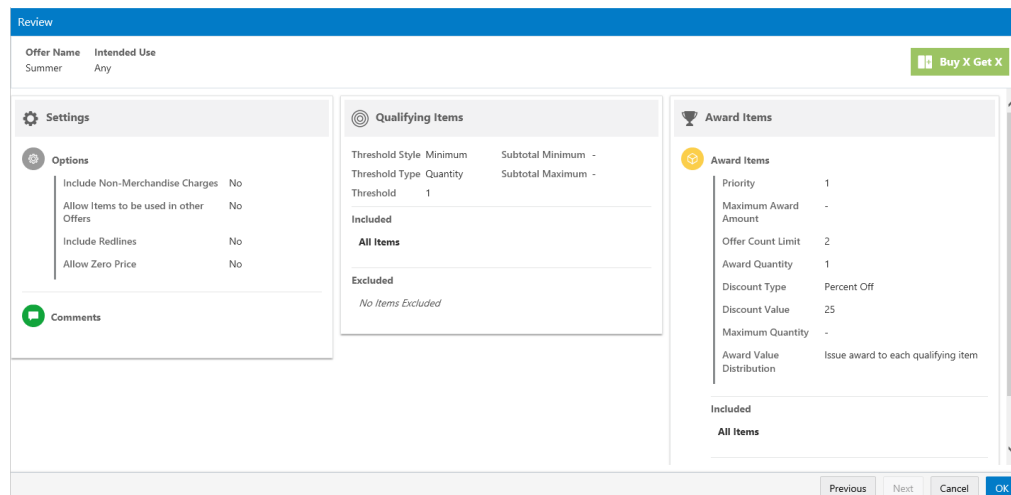 Review
Offer Name Intended Use
Summer Any
Buy X Get X
Settings
Options
Include Non-Merchandise Charges No
Allow Items to be used in other No
Offers
Include Redlines No
Allow Zero Price No
Comments
Qualifying Items
Threshold Style Minimum Subtotal Minimum -
Threshold Type Quantity Subtotal Maximum -
Threshold 1
Included
All Items
Excluded
No Items Excluded
Award Items
Award Items
Priority 1
Maximum Award -
Amount
Offer Count Limit 2
Award Quantity 1
Discount Type Percent Off
Discount Value 25
Maximum Quantity -
Award Value Issue award to each qualifying item
Distribution
Included
All Items
Previous Next Cancel OK